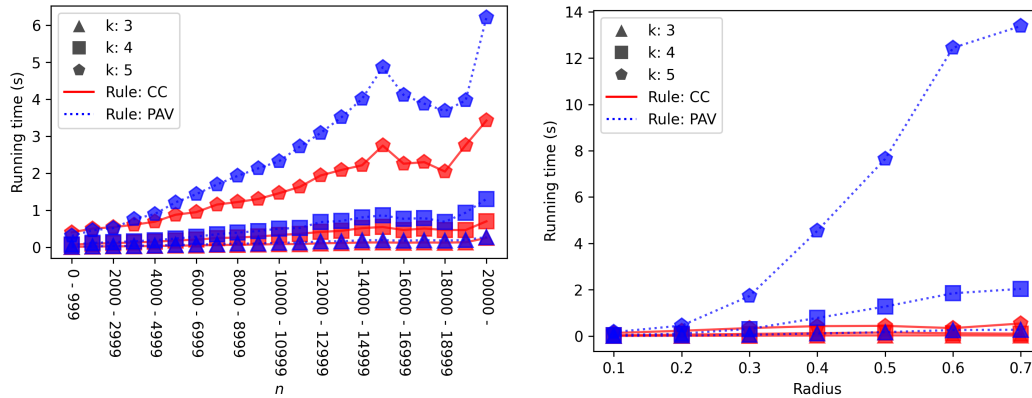 6
5
4
3
2
1
0
Running time (s)
k: 3
k: 4
k: 5
Rule: CC
Rule: PAV
0 - 999
2000 - 2999
4000 - 4999
6000 - 6999
8000 - 8999
10000 - 10999
12000 - 12999
14000 - 14999
16000 - 16999
18000 - 18999
20000 -
n
14
12
10
8
6
4
2
0
Running time (s)
k: 3
k: 4
k: 5
Rule: CC
Rule: PAV
0.1 0.2 0.3 0.4 0.5 0.6 0.7
Radius